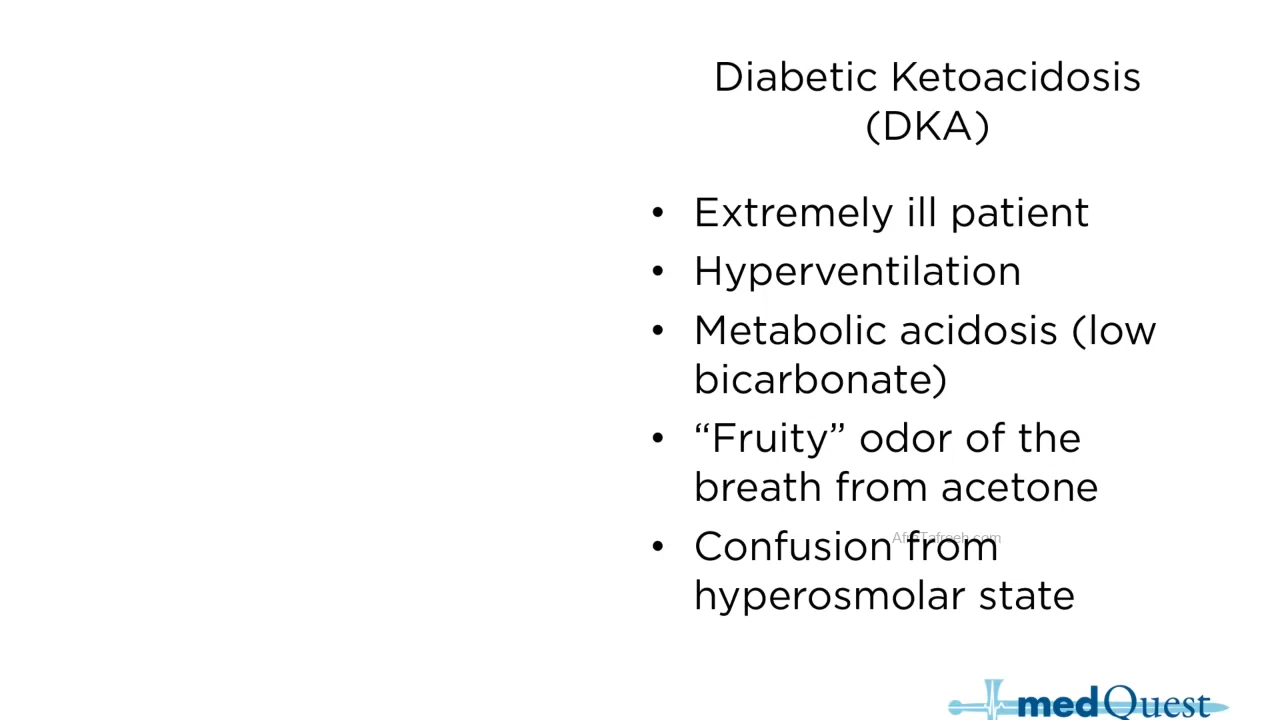 Diabetic Ketoacidosis
(DKA)
• Extremely ill patient
• Hyperventilation
• Metabolic acidosis (low
bicarbonate)
• “Fruity” odor of the
breath from acetone
• Confusion from
hyperosmolar state
medQuest